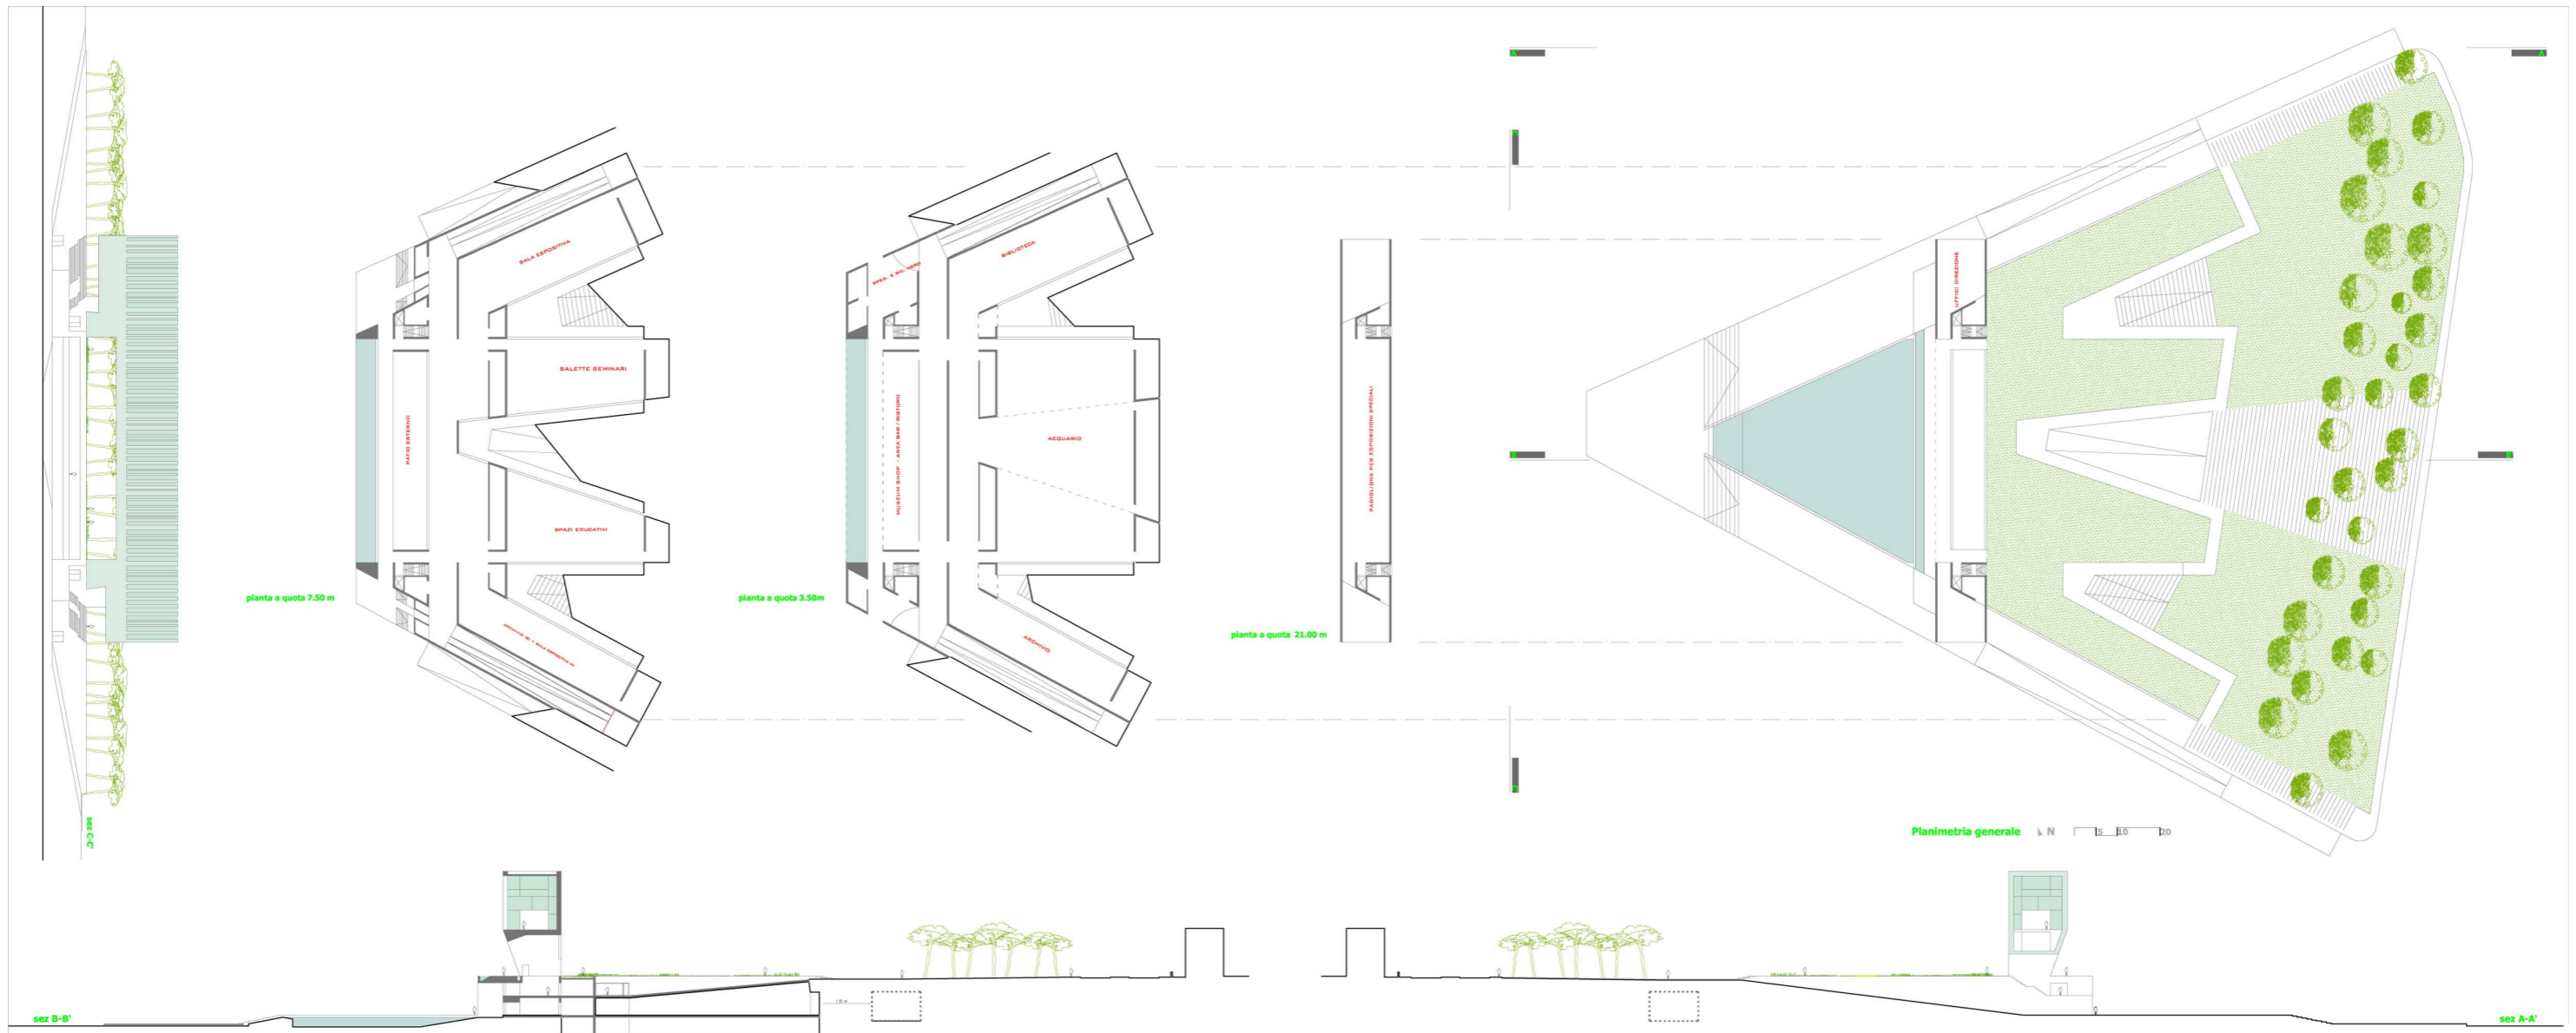 A
A
SALA ESPOSITIVA
SALETTE SEMINARI
PATIO ESTERNO
SPAZI EDUCATIVI
pianta a quota 7.50 m
BIBLIOTECA
MUSEUM SHOP - AREA BAR / RISTORO
ACQUARIO
ARCHIVIO
pianta a quota 3.50m
PADIGLIONE PER ESPOSIZIONI SPECIALI
pianta a quota 21.00 m
UFFICI DIREZIONE
sez C-C'
Planimetria generale
N
5 10 20
sez B-B'
sez A-A'